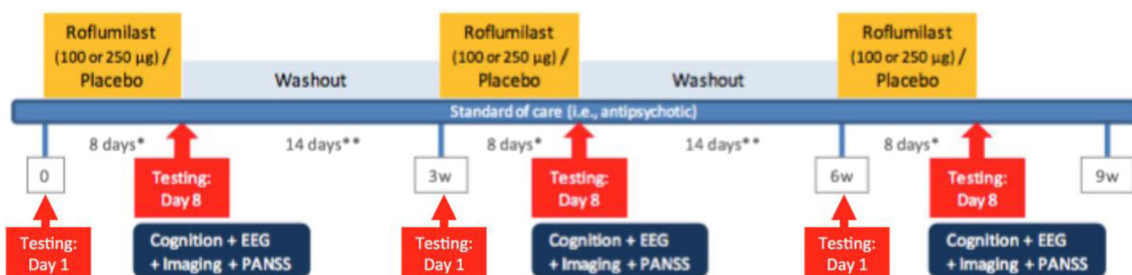 Roflumilast
(100 or 250 µg) /
Placebo
Washout
Roflumilast
(100 or 250 µg) /
Placebo
Washout
Roflumilast
(100 or 250 µg) /
Placebo
Standard of care (i.e., antipsychotic)
8 days*
14 days**
8 days*
14 days**
8 days*
0
3w
6w
9w
Testing:
Day 8
Testing:
Day 8
Testing:
Day 8
Testing:
Day 1
Cognition + EEG
+ Imaging + PANSS
Testing:
Day 1
Cognition + EEG
+ Imaging + PANSS
Testing:
Day 1
Cognition + EEG
+ Imaging + PANSS